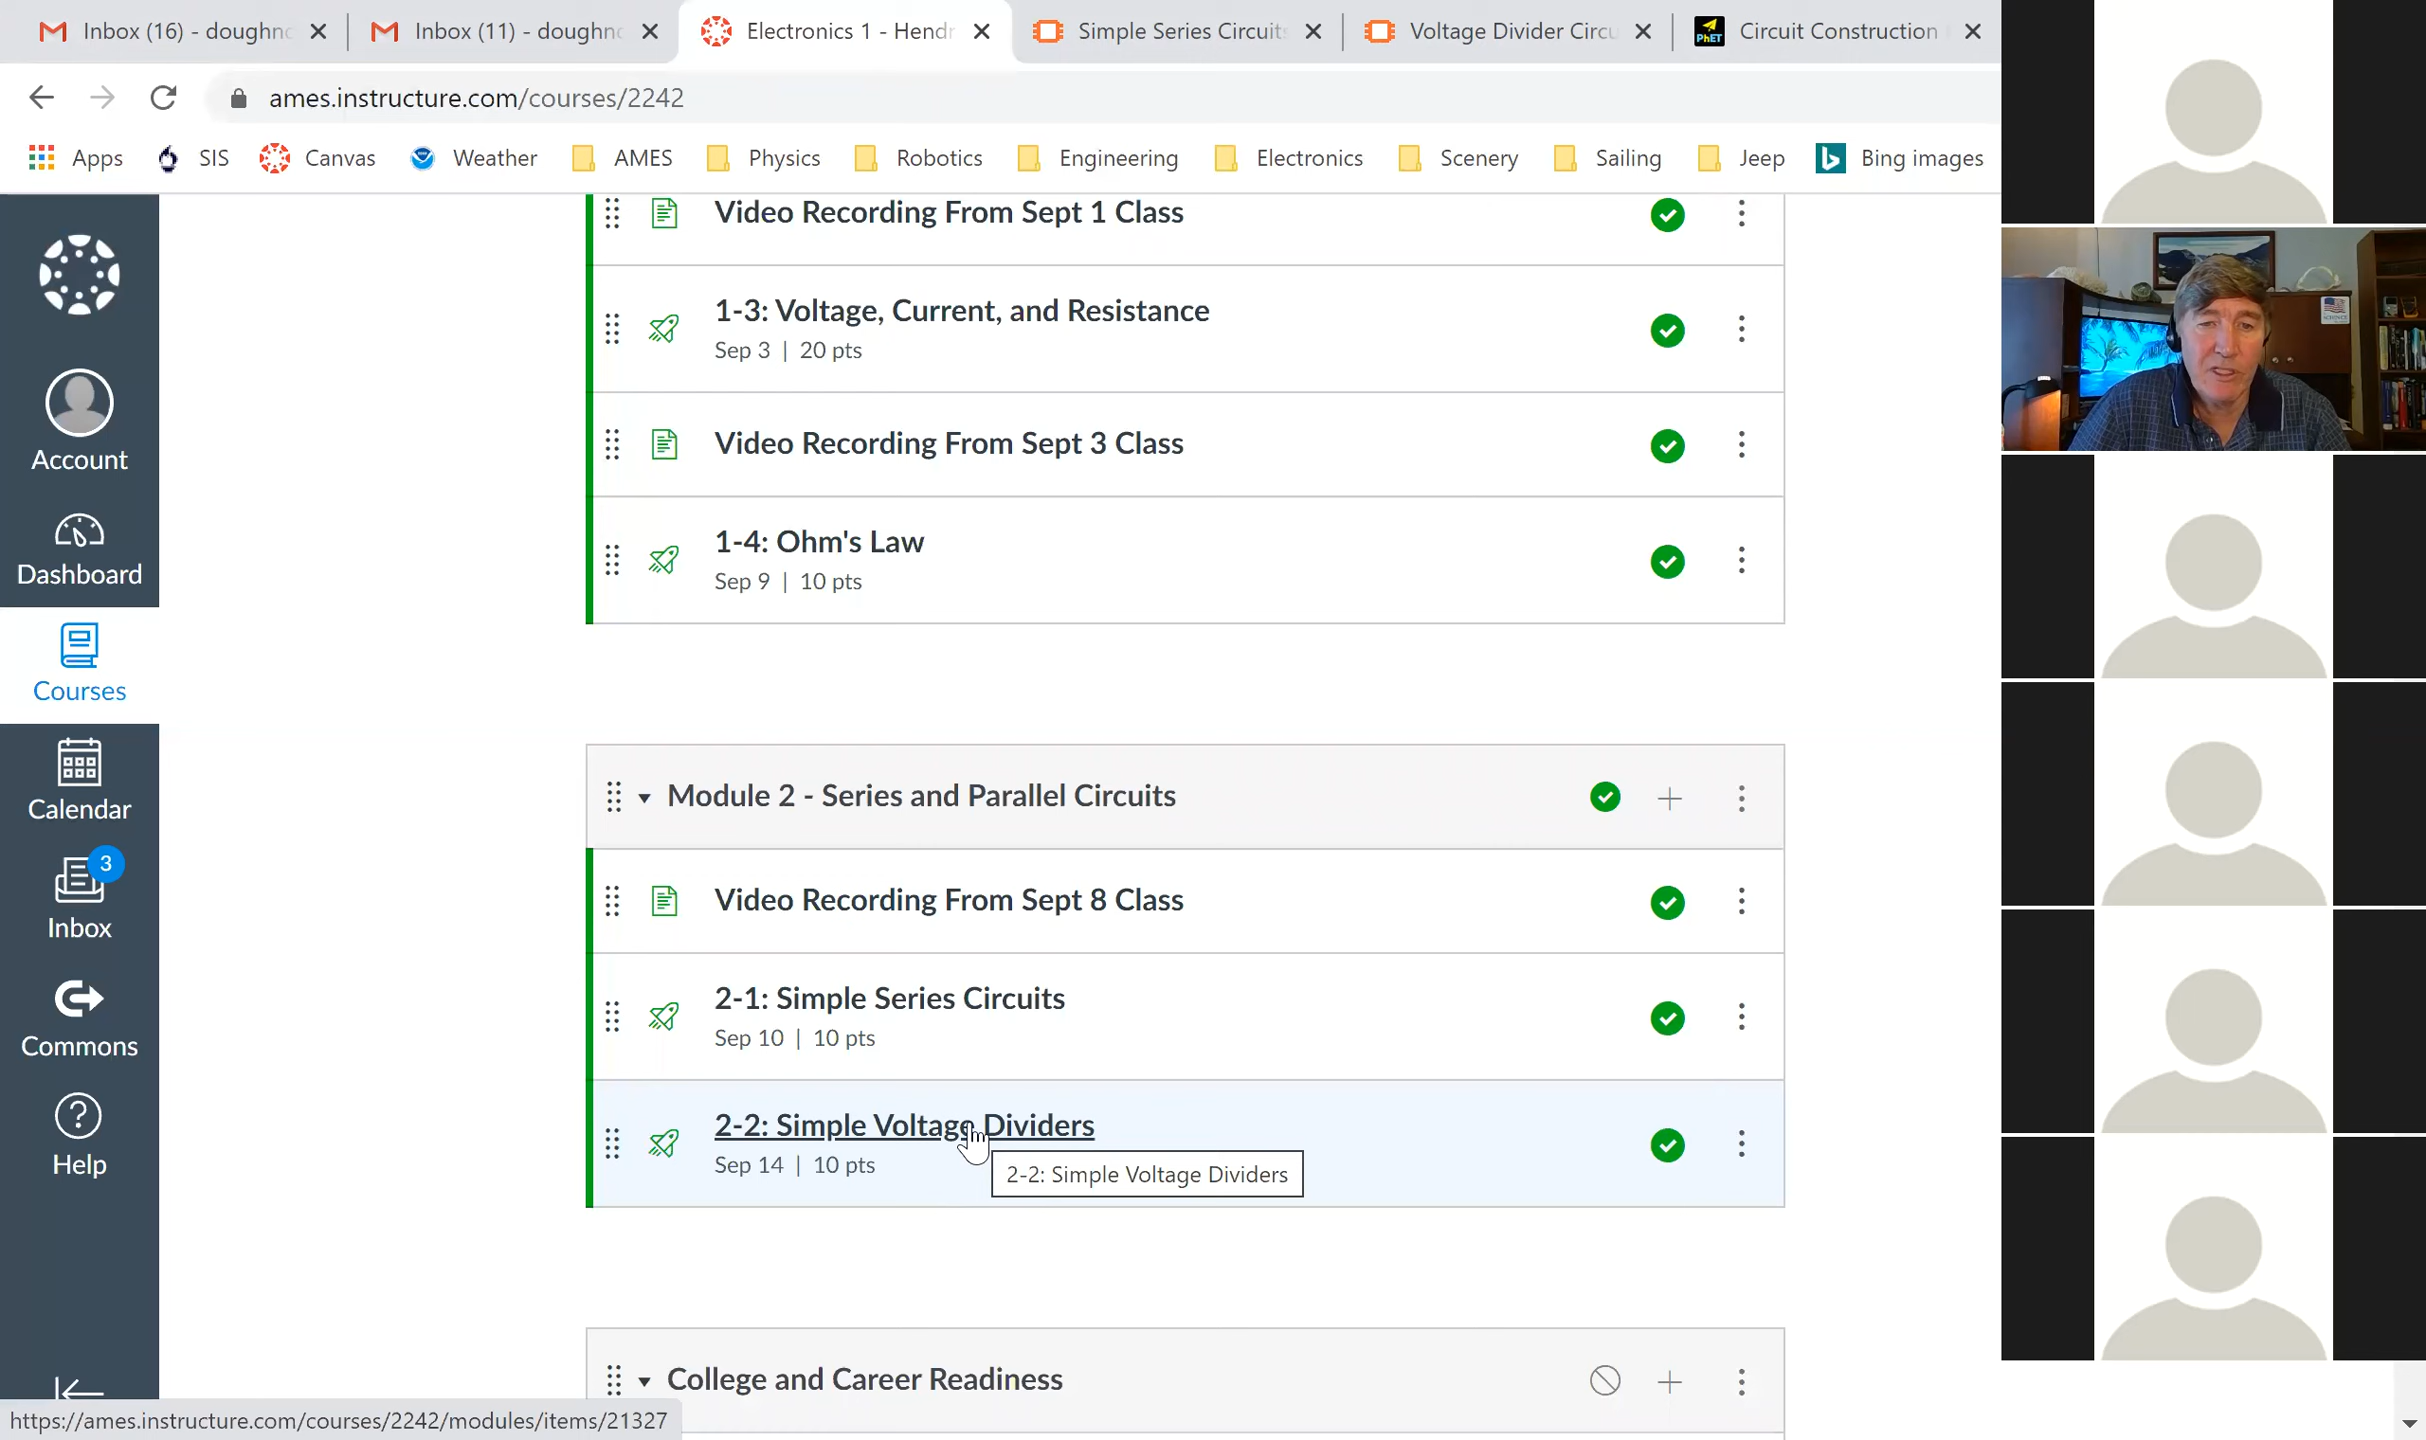 Inbox (16) - doughno
Inbox (11) - doughno
Electronics 1 - Hendr
Simple Series Circuits
Voltage Divider Circu
PhET
Circuit Construction
ames.instructure.com/courses/2242
Apps
SIS
Canvas
Weather
AMES
Physics
Robotics
Engineering
Electronics
Scenery
Sailing
Jeep
Bing images
Account
Dashboard
Courses
Calendar
3
Inbox
Commons
Help
Video Recording From Sept 1 Class
1-3: Voltage, Current, and Resistance
Sep 3 | 20 pts
Video Recording From Sept 3 Class
1-4: Ohm's Law
Sep 9 | 10 pts
Module 2 - Series and Parallel Circuits
Video Recording From Sept 8 Class
2-1: Simple Series Circuits
Sep 10 | 10 pts
2-2: Simple Voltage Dividers
Sep 14 | 10 pts
2-2: Simple Voltage Dividers
College and Career Readiness
https://ames.instructure.com/courses/2242/modules/items/21327